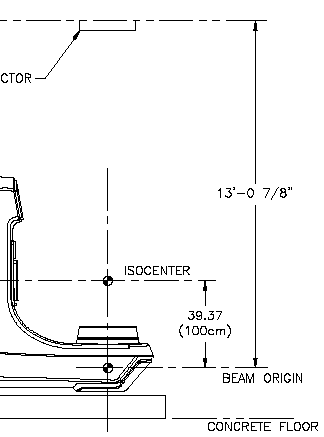 CTOR
13'-0 7/8"
ISOCENTER
39.37
(100cm)
BEAM ORIGIN
CONCRETE FLOOR